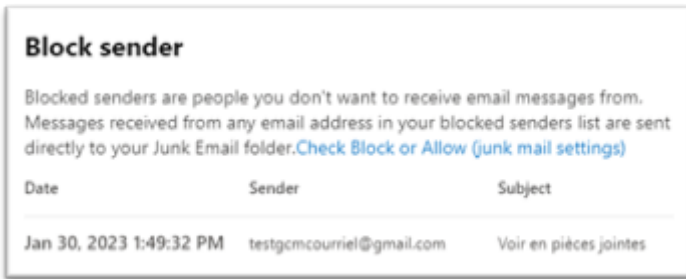 Block sender
Blocked senders are people you don't want to receive email messages from.
Messages received from any email address in your blocked senders list are sent
directly to your Junk Email folder.Check Block or Allow (junk mail settings)
Date Sender Subject
Jan 30, 2023 1:49:32 PM testgcmcourriel@gmail.com Voir en pièces jointes